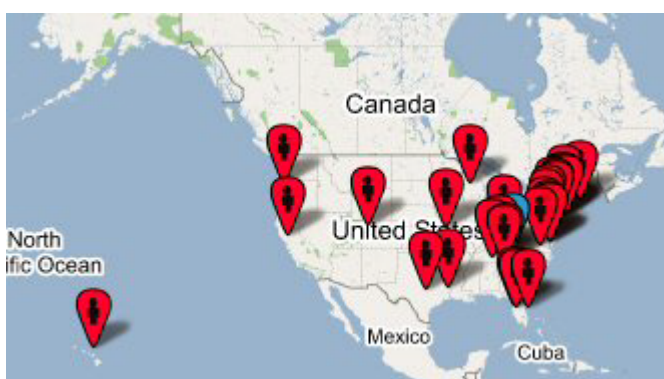 Canada
United States
North
ific Ocean
Mexico
Cuba